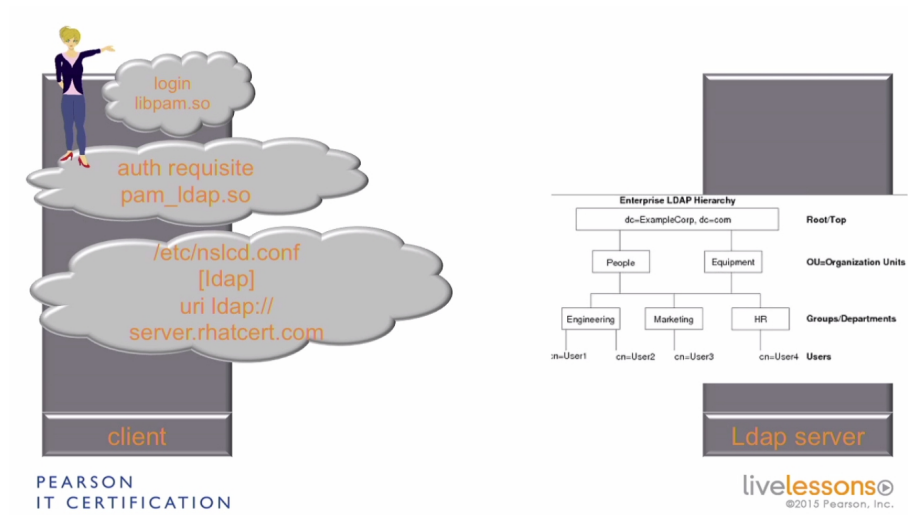 login
libpam.so
auth requisite
pam_ldap.so
/etc/nslcd.conf
[ldap]
uri ldap://
server.rhatcert.com
client
Enterprise LDAP Hierarchy
dc=ExampleCorp, dc=com
Root/Top
People
Equipment
OU=Organization Units
Engineering
Marketing
HR
Groups/Departments
:n=User1
cn=User2
cn=User3
cn=User4
Users
Ldap server
PEARSON
IT CERTIFICATION
livelessons
©2015 Pearson, Inc.